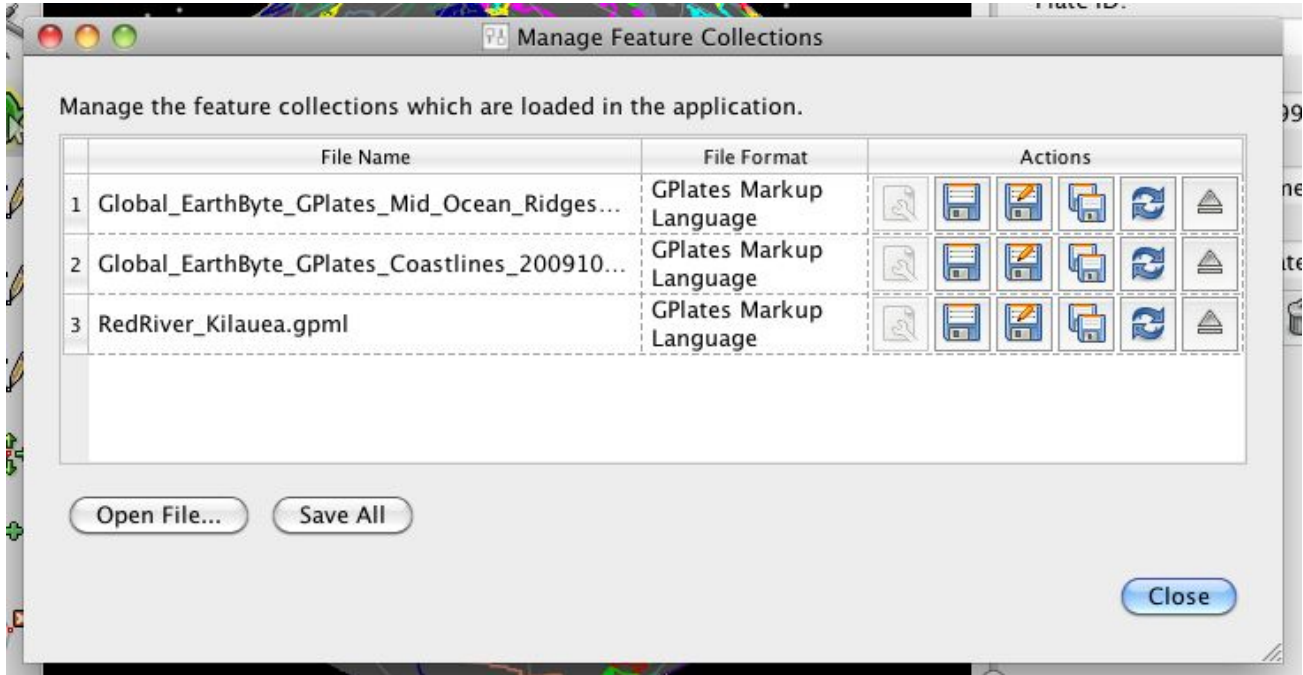 Plate ID:
Manage Feature Collections
Manage the feature collections which are loaded in the application.
File Name File Format Actions
1 Global_EarthByte_GPlates_Mid_Ocean_Ridges... GPlates Markup
Language
2 Global_EarthByte_GPlates_Coastlines_200910... GPlates Markup
Language
3 RedRiver_Kilauea.gpml GPlates Markup
Language
Open File... Save All
Close